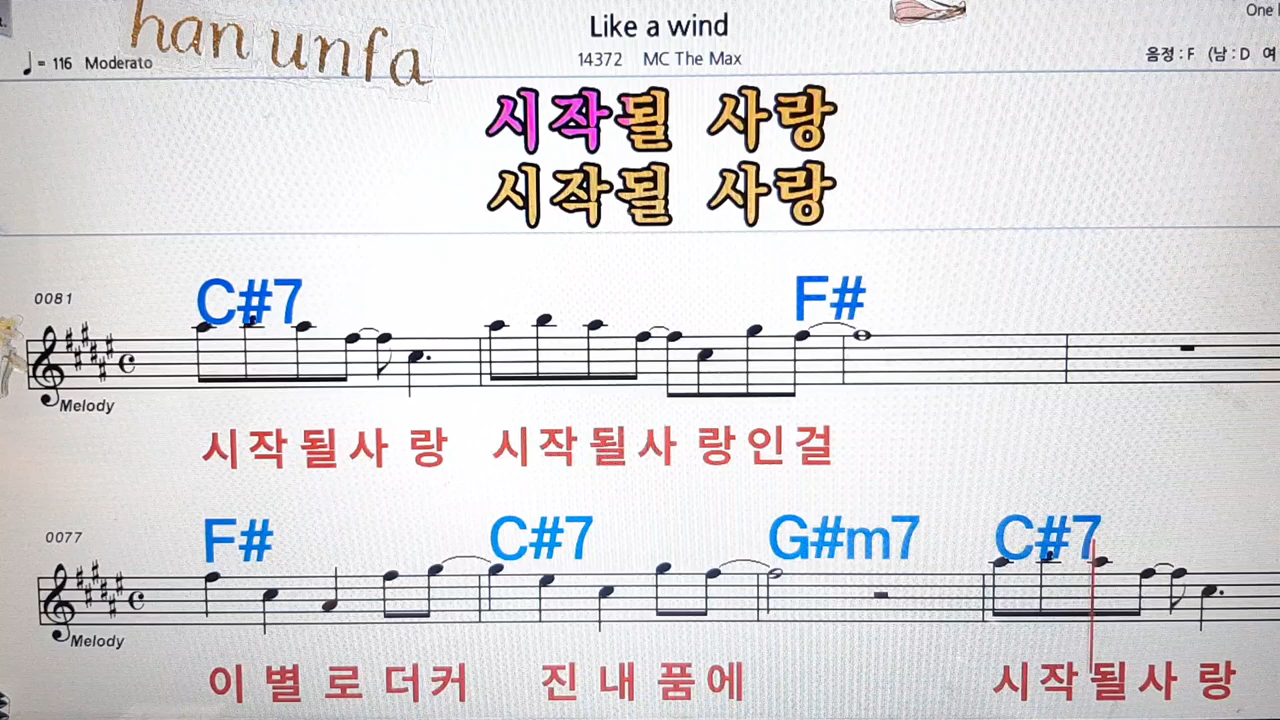 han unfa
Like a wind
One
♩ = 116 Moderato
14372 MC The Max
음정 : F (남 : D 여
시작될 사랑
시작될 사랑
C#7 F#
0081
Melody
시작될사 랑 시작될사 랑인걸
F# C#7 G#m7 C#7
0077
Melody
이별로더커 진내품에 시작될사 랑